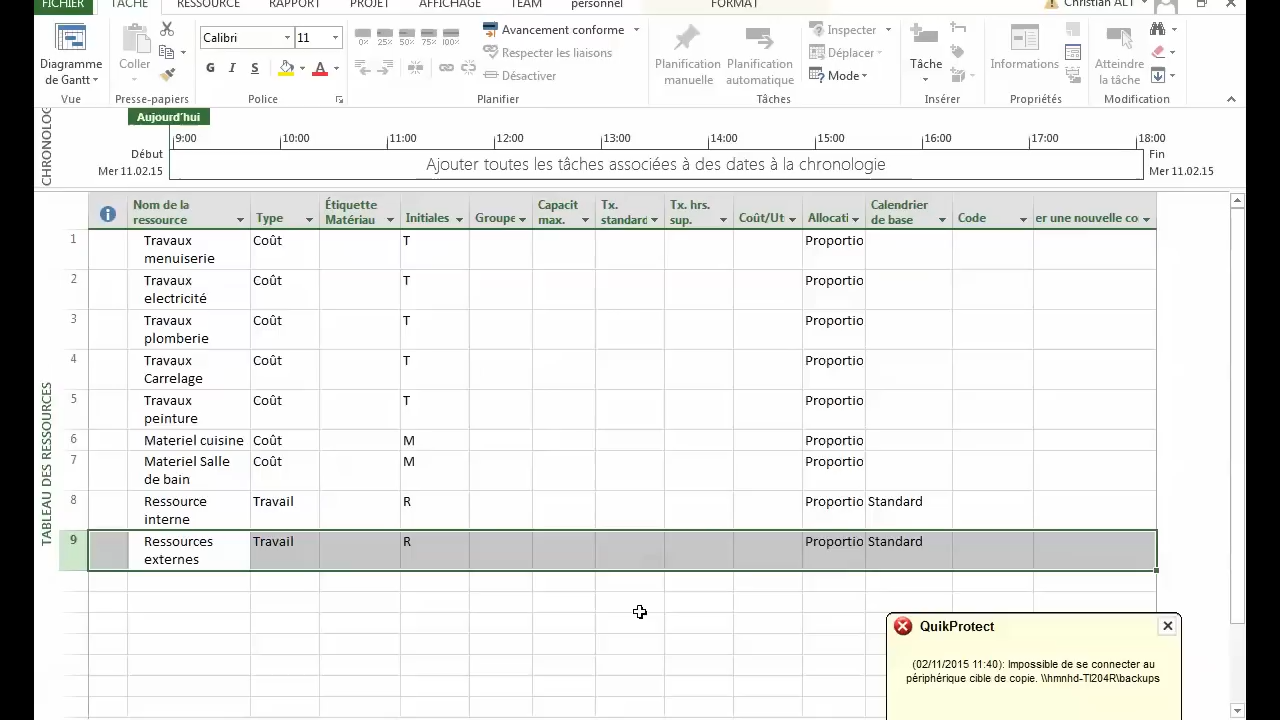 FICHIER TÂCHE RESSOURCE RAPPORT PROJET AFFICHAGE TEAM personnel FORMAT Christian ALT
Calibri 11
0% 25% 50% 75% 100%
Avancement conforme
Respecter les liaisons
Désactiver
Inspecter
Déplacer
Mode
Diagramme
de Gantt
Coller
G I S A
Planification
manuelle
Planification
automatique
Tâche
Informations
Atteindre
la tâche
Vue Presse-papiers Police Planifier Tâches Insérer Propriétés Modification
CHRONOLOG
Aujourd'hui
9:00 10:00 11:00 12:00 13:00 14:00 15:00 16:00 17:00 18:00
Début
Mer 11.02.15
Ajouter toutes les tâches associées à des dates à la chronologie
Fin
Mer 11.02.15
TABLEAU DES RESSOURCES
Nom de la
ressource
Type
Étiquette
Matériau
Initiales
Groupe
Capacit
max.
Tx.
standard
Tx. hrs.
sup.
Coût/Ut
Allocati
Calendrier
de base
Code
er une nouvelle co
1 Travaux Coût T Proportio
menuiserie
2 Travaux Coût T Proportio
electricité
3 Travaux Coût T Proportio
plomberie
4 Travaux Coût T Proportio
Carrelage
5 Travaux Coût T Proportio
peinture
6 Materiel cuisine Coût M Proportio
7 Materiel Salle Coût M Proportio
de bain
8 Ressource Travail R Proportio Standard
interne
9 Ressources Travail R Proportio Standard
externes
QuikProtect
(02/11/2015 11:40): Impossible de se connecter au
périphérique cible de copie. \\hmnhd-TI204R\backups